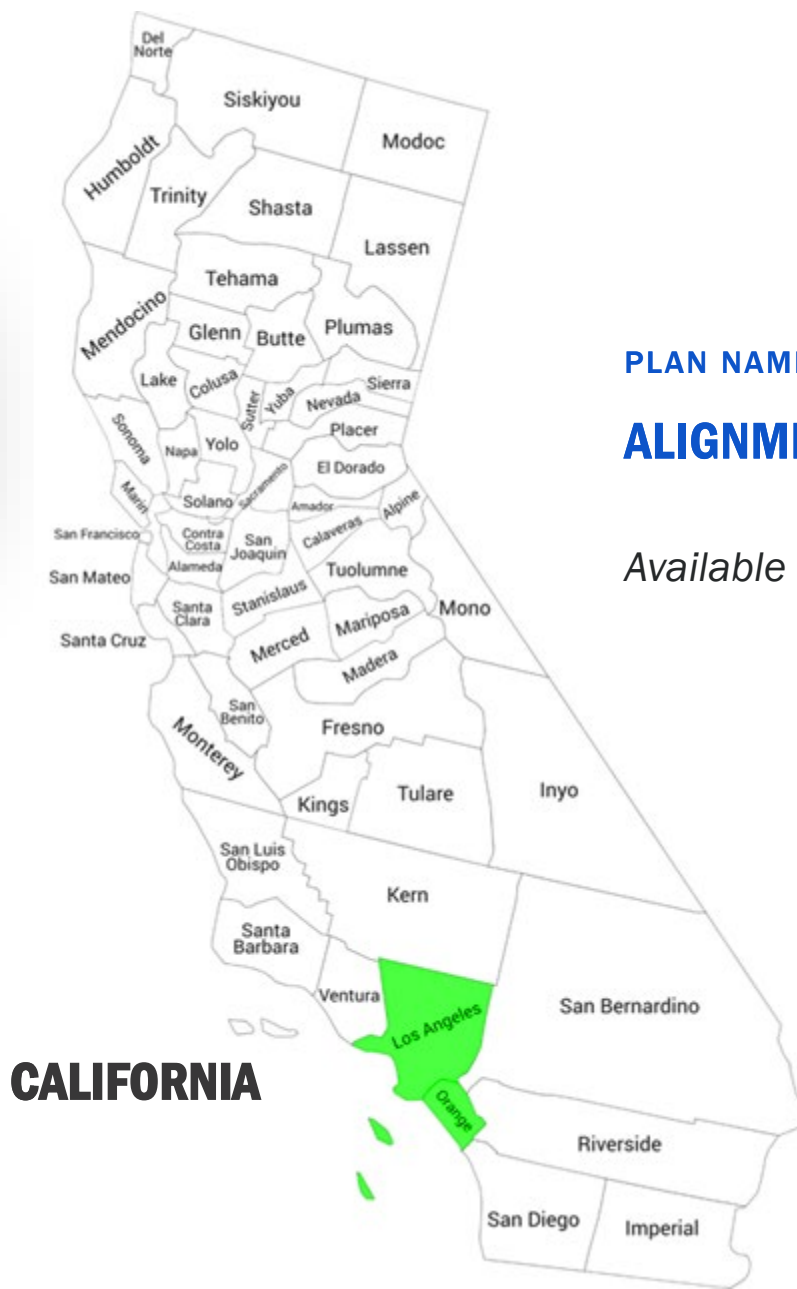 Del
Norte
Siskiyou
Modoc
Humboldt
Trinity
Shasta
Lassen
Tehama
Mendocino
Glenn
Butte
Plumas
Lake
Colusa
Sutter
Yuba
Nevada
Sierra
Placer
Sonoma
Napa
Yolo
El Dorado
Sacramento
Marin
Solano
Amador
Alpine
San Francisco
Contra
Costa
San
Joaquin
Calaveras
Alameda
Tuolumne
San Mateo
Stanislaus
Santa
Clara
Mariposa
Mono
Santa Cruz
Merced
Madera
San
Benito
Fresno
Monterey
Kings
Tulare
Inyo
San Luis
Obispo
Kern
Santa
Barbara
Ventura
Los Angeles
San Bernardino
Orange
Riverside
San Diego
Imperial
CALIFORNIA
PLAN NAM
ALIGNM
Available